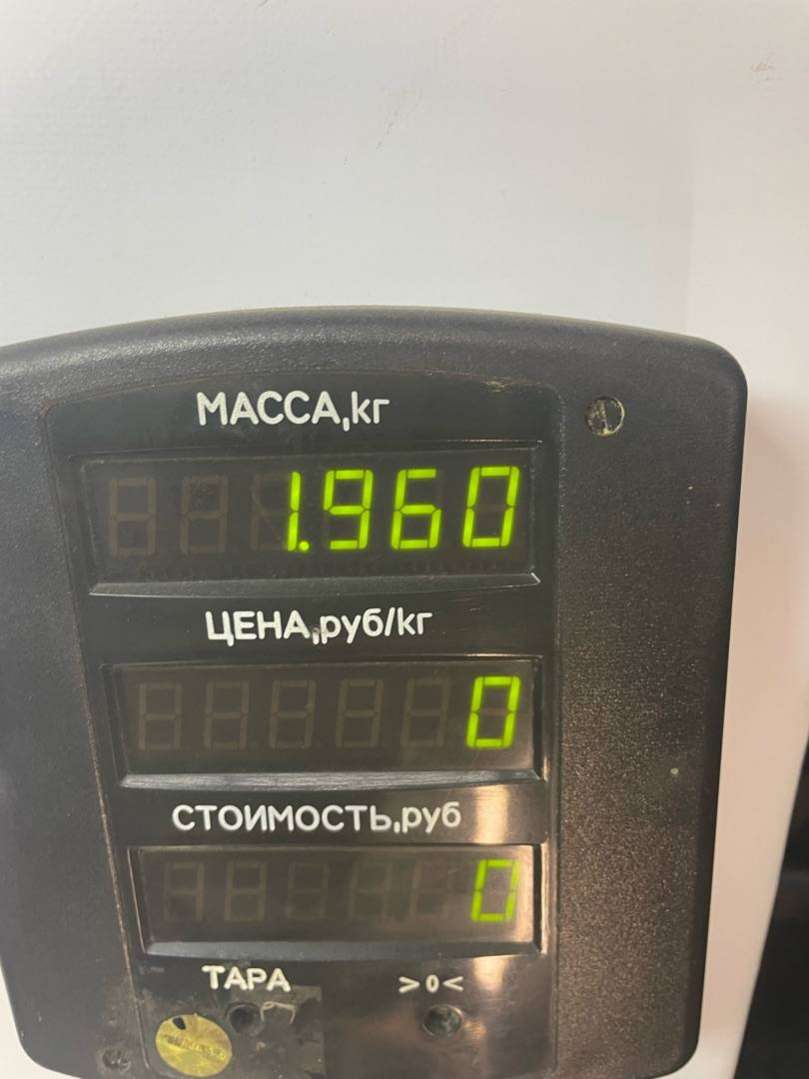 МАССА,кг
1.960
ЦЕНА,руб/кг
0
СТОИМОСТЬ,руб
0
ТАРА >0<